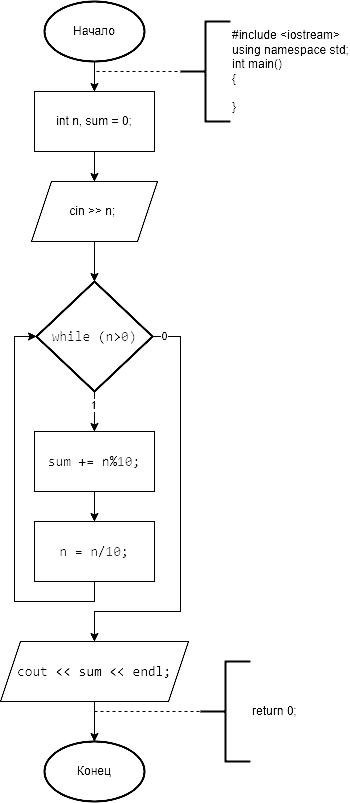 Начало
#include <iostream>
using namespace std;
int main()
{
}
int n, sum = 0;
cin >> n;
while (n>0)
0
1
sum += n%10;
n = n/10;
cout << sum << endl;
return 0;
Конец